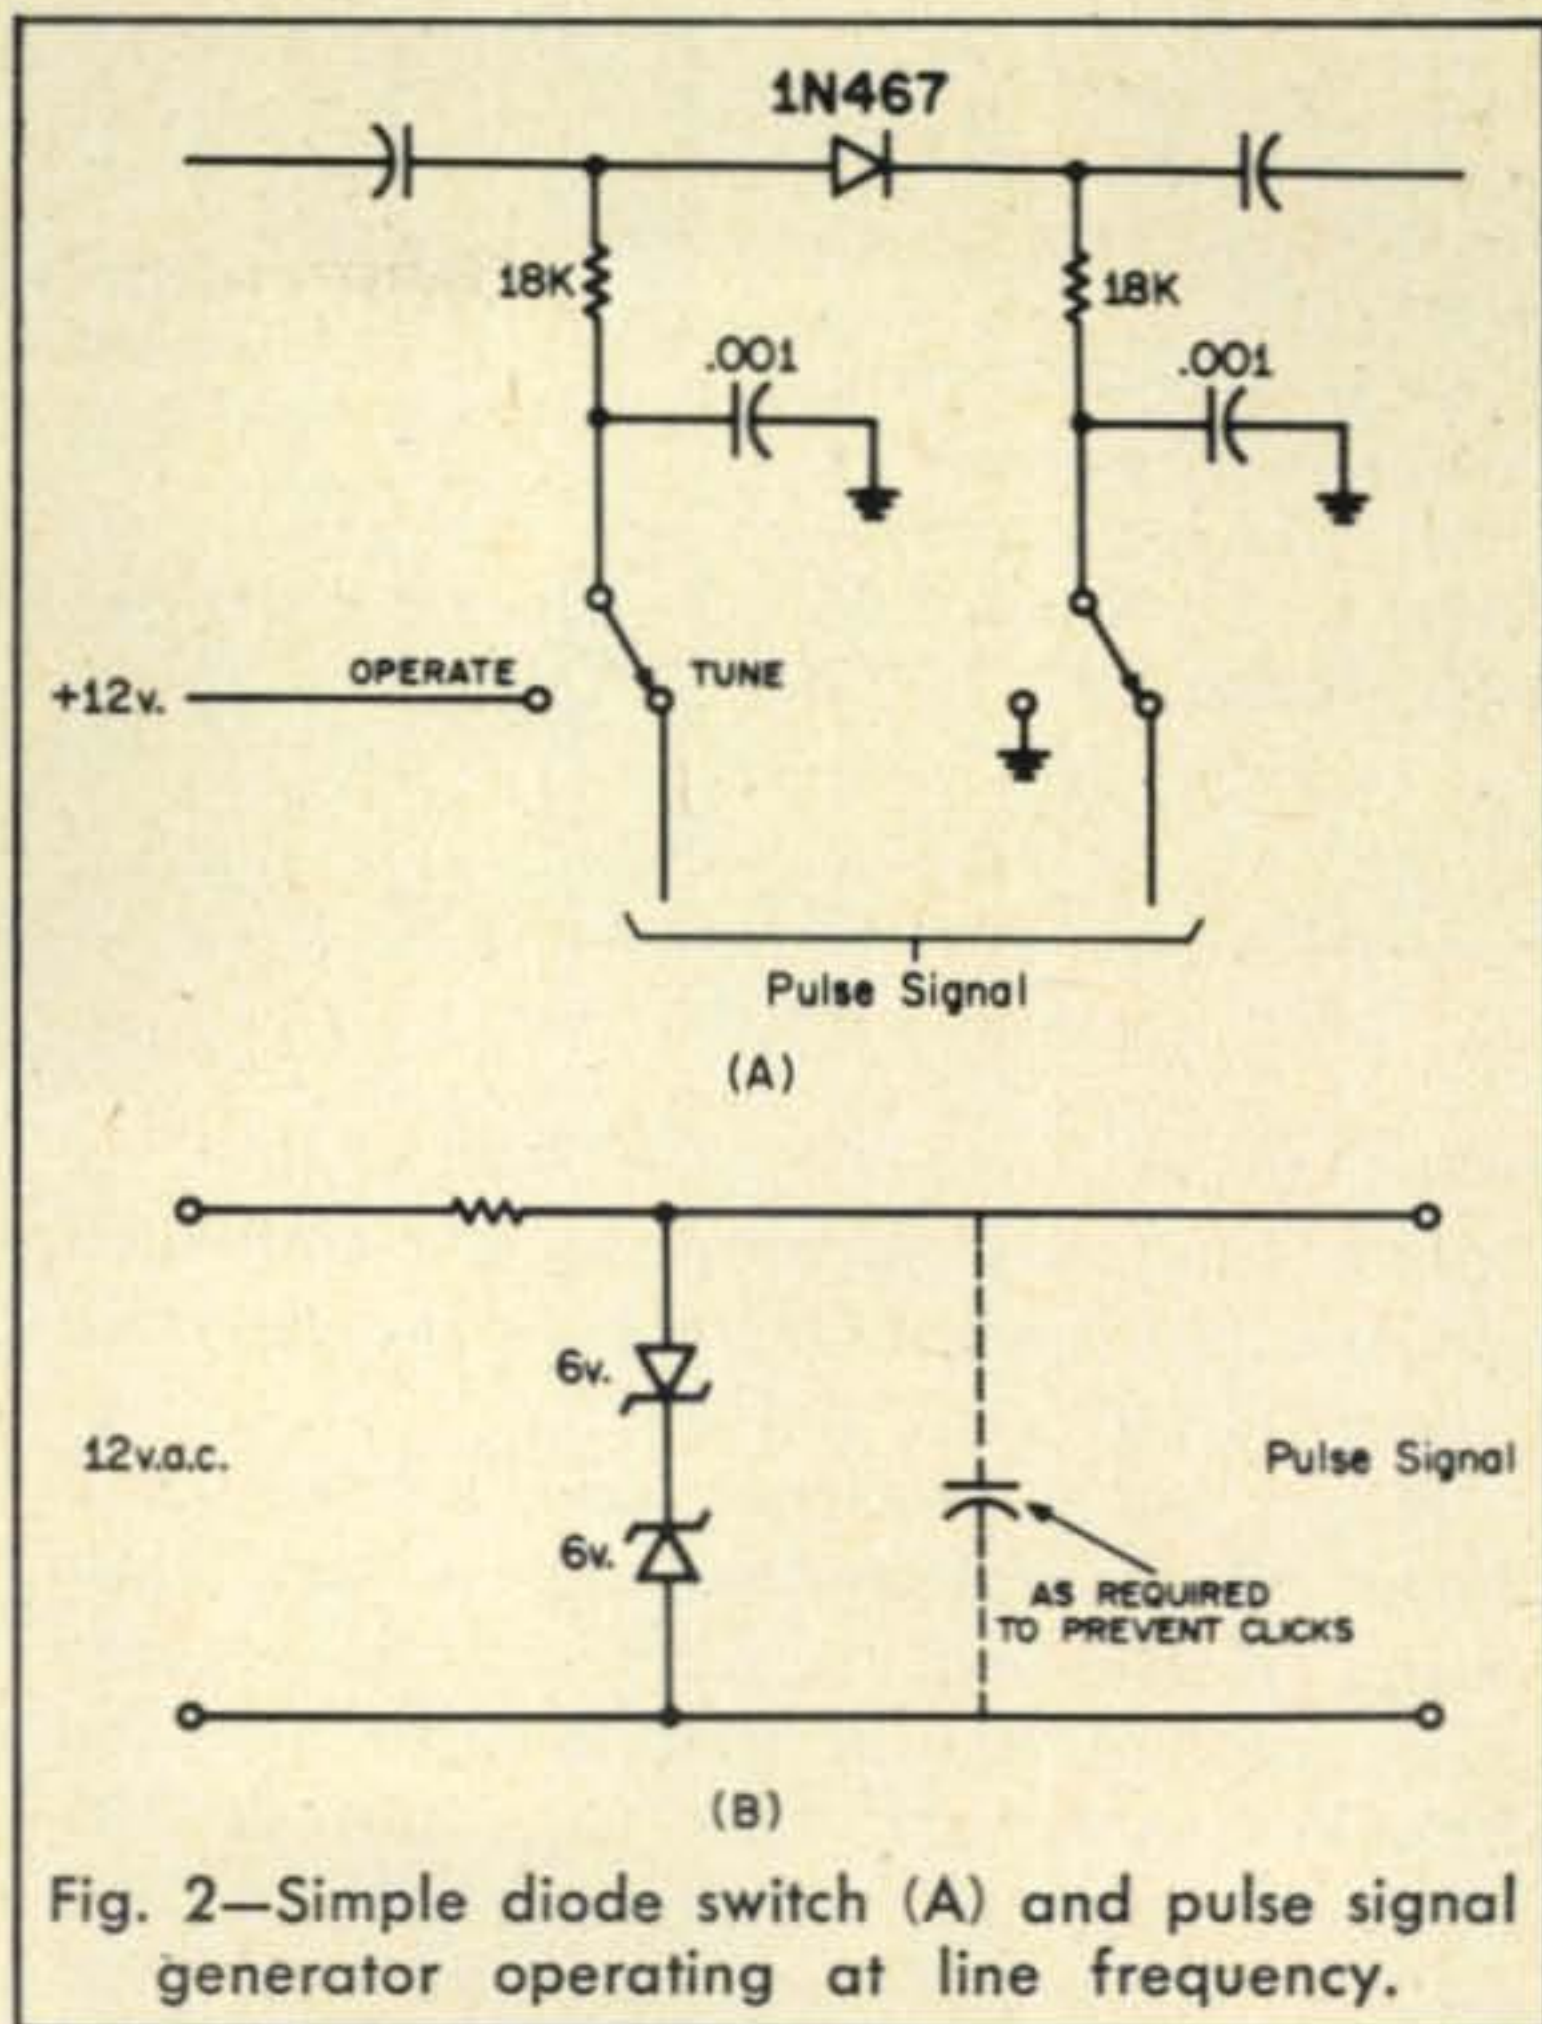 1N467
18K
18K
.001
.001
OPERATE
TUNE
+12v.
Pulse Signal
(A)
6v.
12v.a.c.
Pulse Signal
6v.
AS REQUIRED
TO PREVENT CLICKS
(B)
Fig. 2—Simple diode switch (A) and pulse signal
generator operating at line frequency.